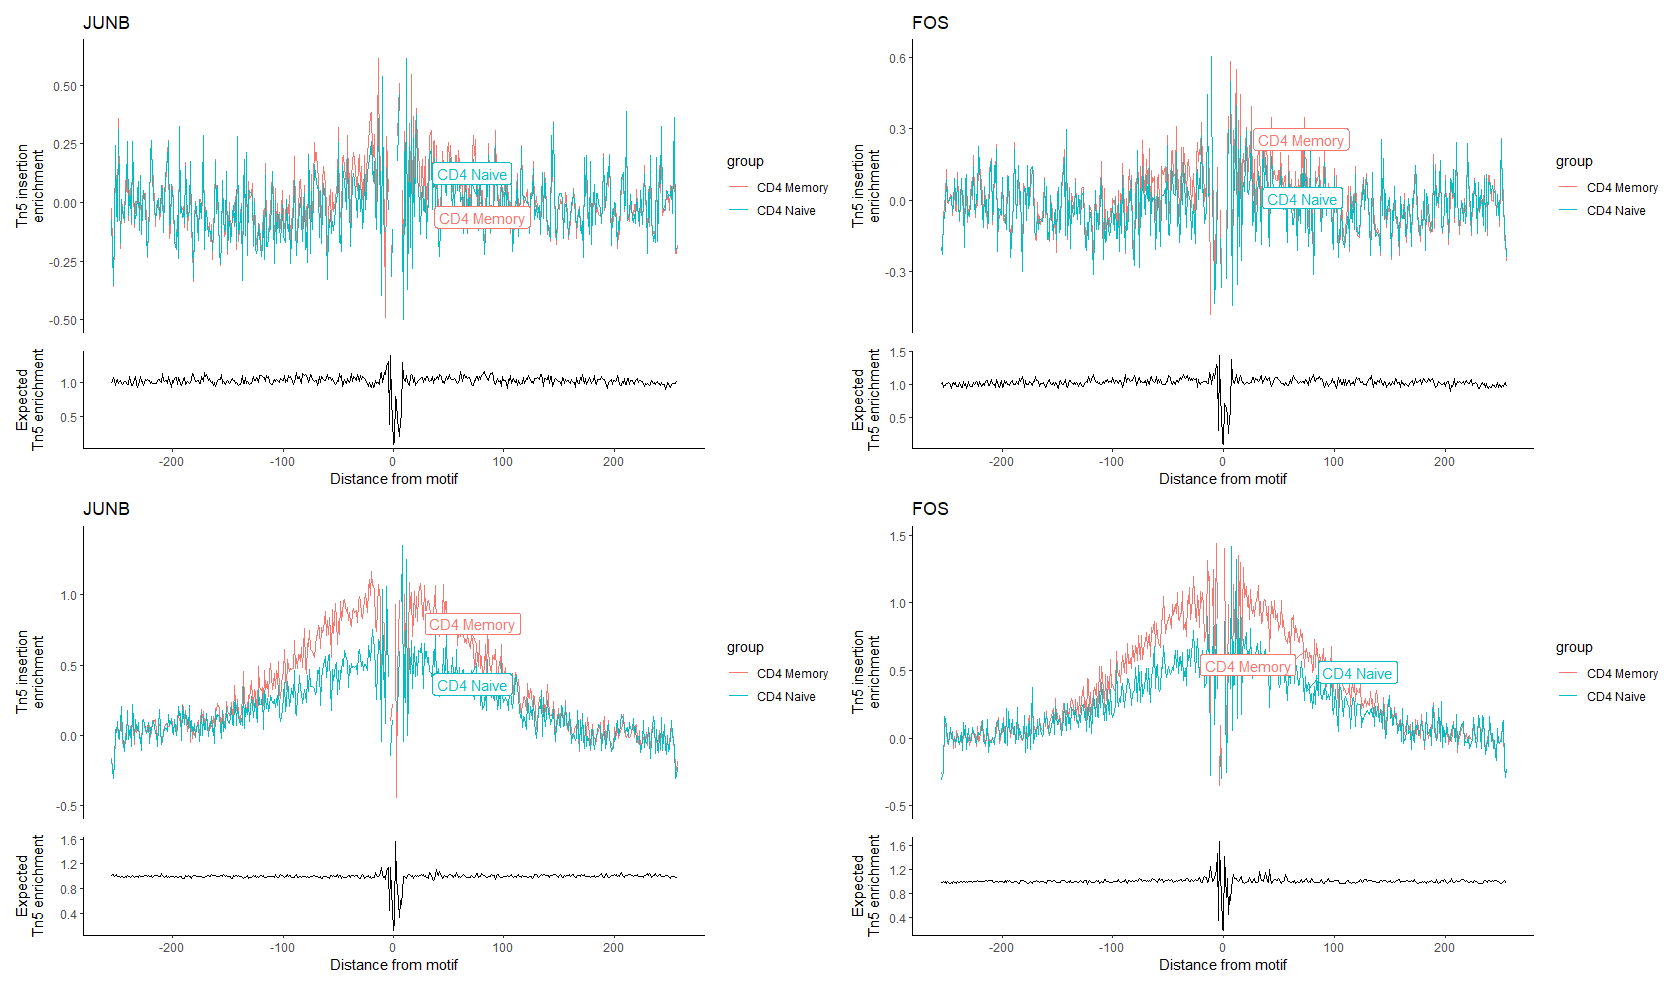 JUNB
Tn5 insertion
enrichment
0.50
0.25
0.00
-0.25
-0.50
CD4 Naive
CD4 Memory
group
CD4 Memory
CD4 Naive
Expected
Tn5 enrichment
1.0
0.5
-200
-100
0
100
200
Distance from motif
FOS
Tn5 insertion
enrichment
0.6
0.3
0.0
-0.3
CD4 Memory
CD4 Naive
group
CD4 Memory
CD4 Naive
Expected
Tn5 enrichment
1.5
1.0
0.5
-200
-100
0
100
200
Distance from motif
JUNB
Tn5 insertion
enrichment
1.0
0.5
0.0
-0.5
CD4 Memory
CD4 Naive
group
CD4 Memory
CD4 Naive
Expected
Tn5 enrichment
1.6
1.2
0.8
0.4
-200
-100
0
100
200
Distance from motif
FOS
Tn5 insertion
enrichment
1.5
1.0
0.5
0.0
-0.5
CD4 Memory
CD4 Naive
group
CD4 Memory
CD4 Naive
Expected
Tn5 enrichment
1.6
1.2
0.8
0.4
-200
-100
0
100
200
Distance from motif